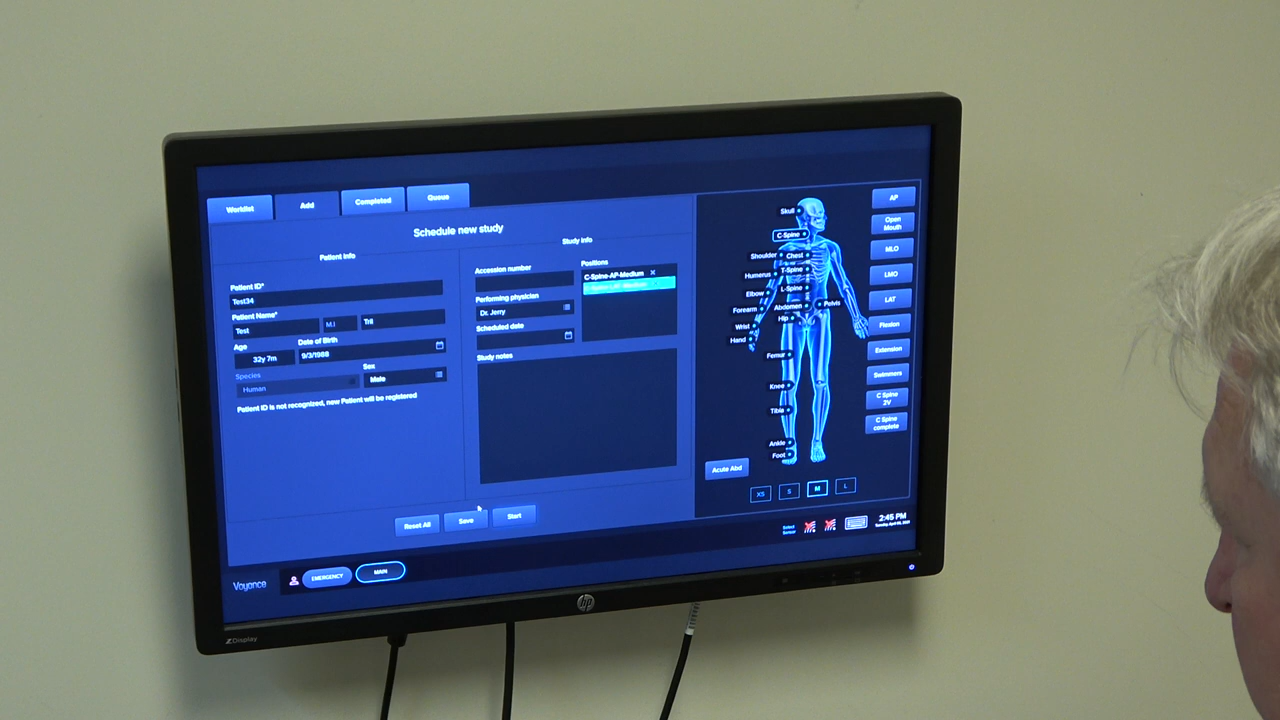 Worklist
Add
Completed
Queue
Schedule new study
Patient Info
Patient ID*
Test34
Patient Name*
Test
M.I
Tril
Age
32y 7m
Date of Birth
9/3/1988
Species
Human
Sex
Male
Patient ID is not recognized, new Patient will be registered
Study Info
Accession number
Performing physician
Dr. Jerry
Scheduled date
Study notes
Positions
C-Spine-AP-Medium X
Reset All
Save
Start
Skull
C-Spine
Shoulder
Chest
T-Spine
Humerus
L-Spine
Elbow
Abdomen
Pelvis
Forearm
Hip
Wrist
Hand
Femur
Knee
Tibia
Ankle
Foot
AP
Open
Mouth
MLO
LMO
LAT
Flexion
Extension
Swimmers
C Spine
2V
C Spine
complete
Acute Abd
XS
S
M
L
Select
Sensor
2:45 PM
Voyance
EMERGENCY
MAIN
hp
Z Display